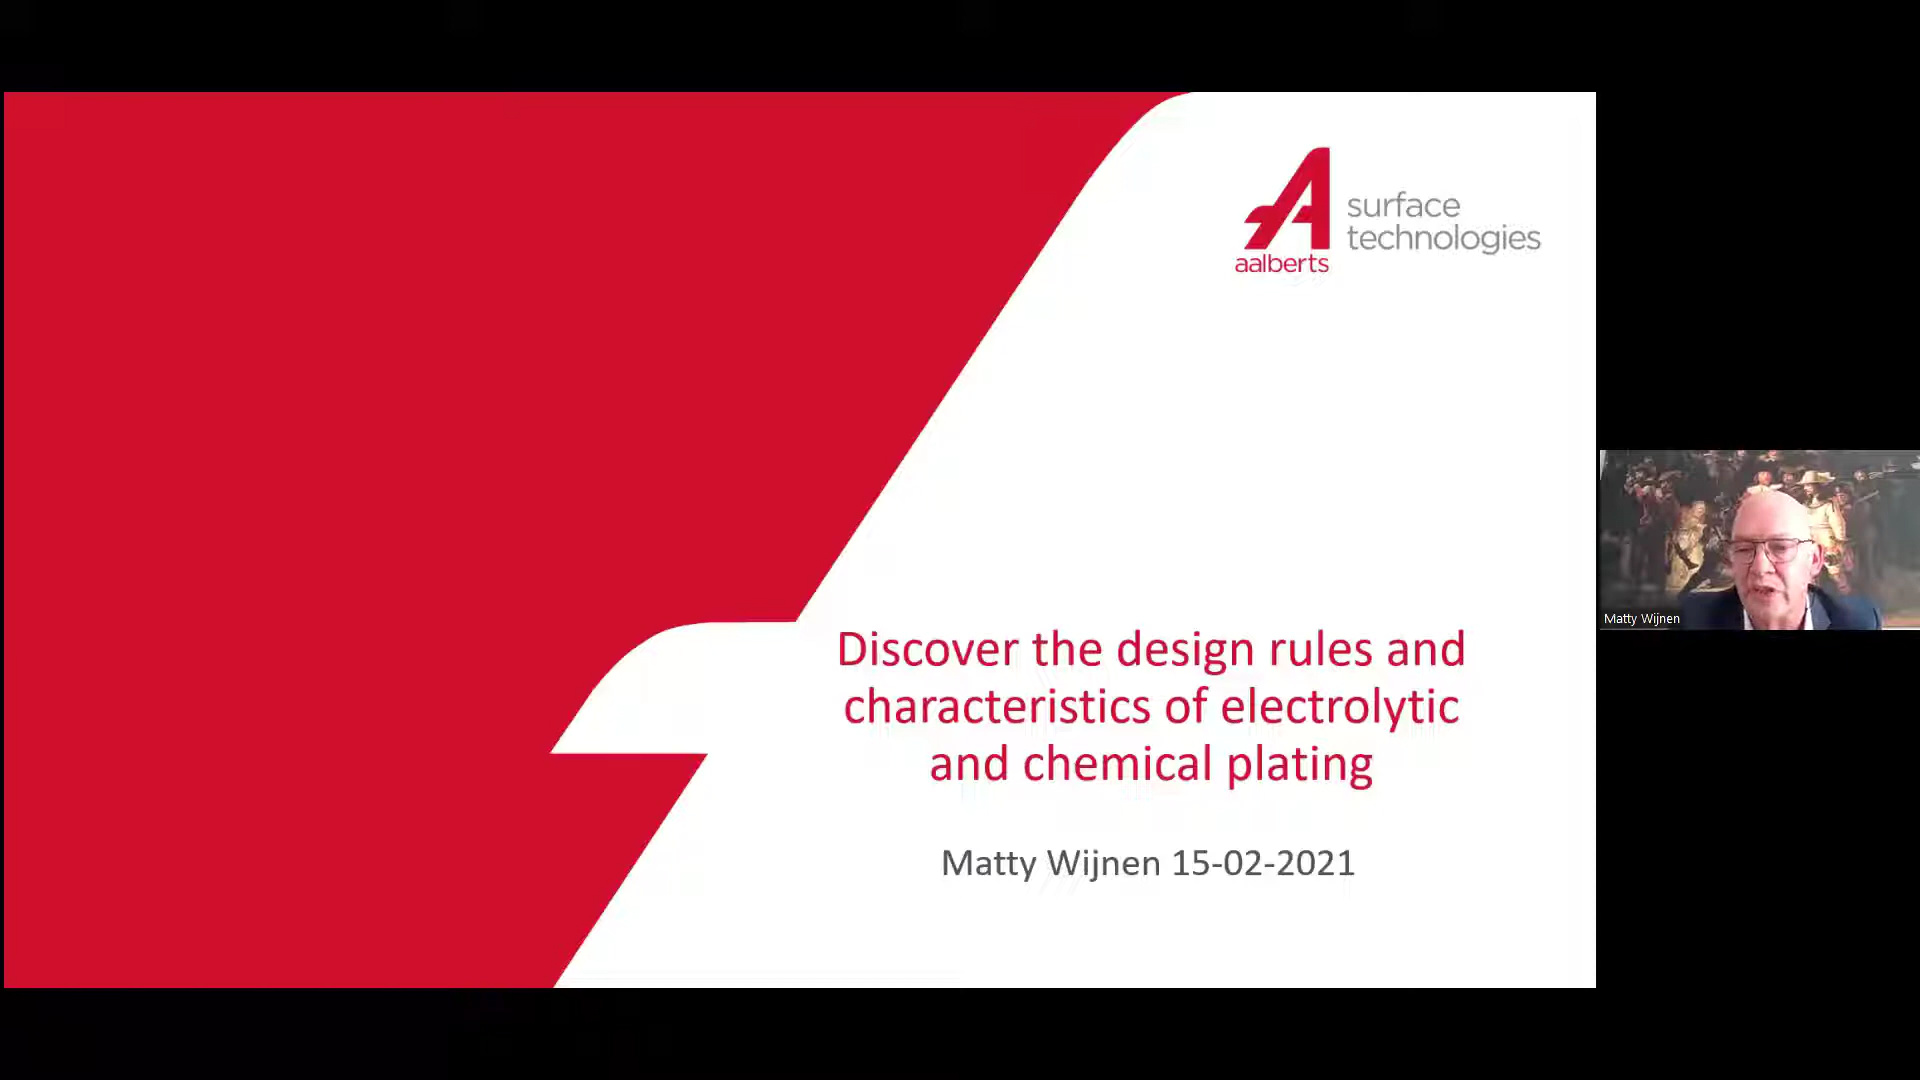 surface
technologies
aalberts
Discover the design rules and
characteristics of electrolytic
and chemical plating
Matty Wijnen 15-02-2021
Matty Wijnen